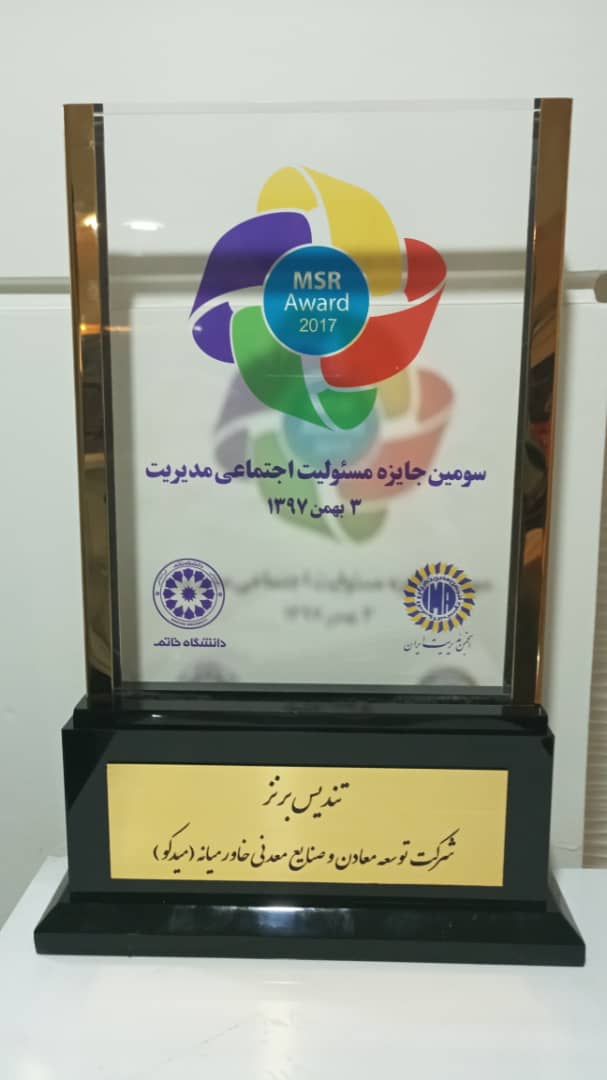 MSR
Award
2017
سومین جایزه مسئولیت اجتماعی مدیریت
۳ بهمن ۱۳۹۷
دانشگاه خاتم
انجمن مدیریت ایران
تندیس برنز
شرکت توسعه معادن و صنایع معدنی خاورمیانه (میدکو)